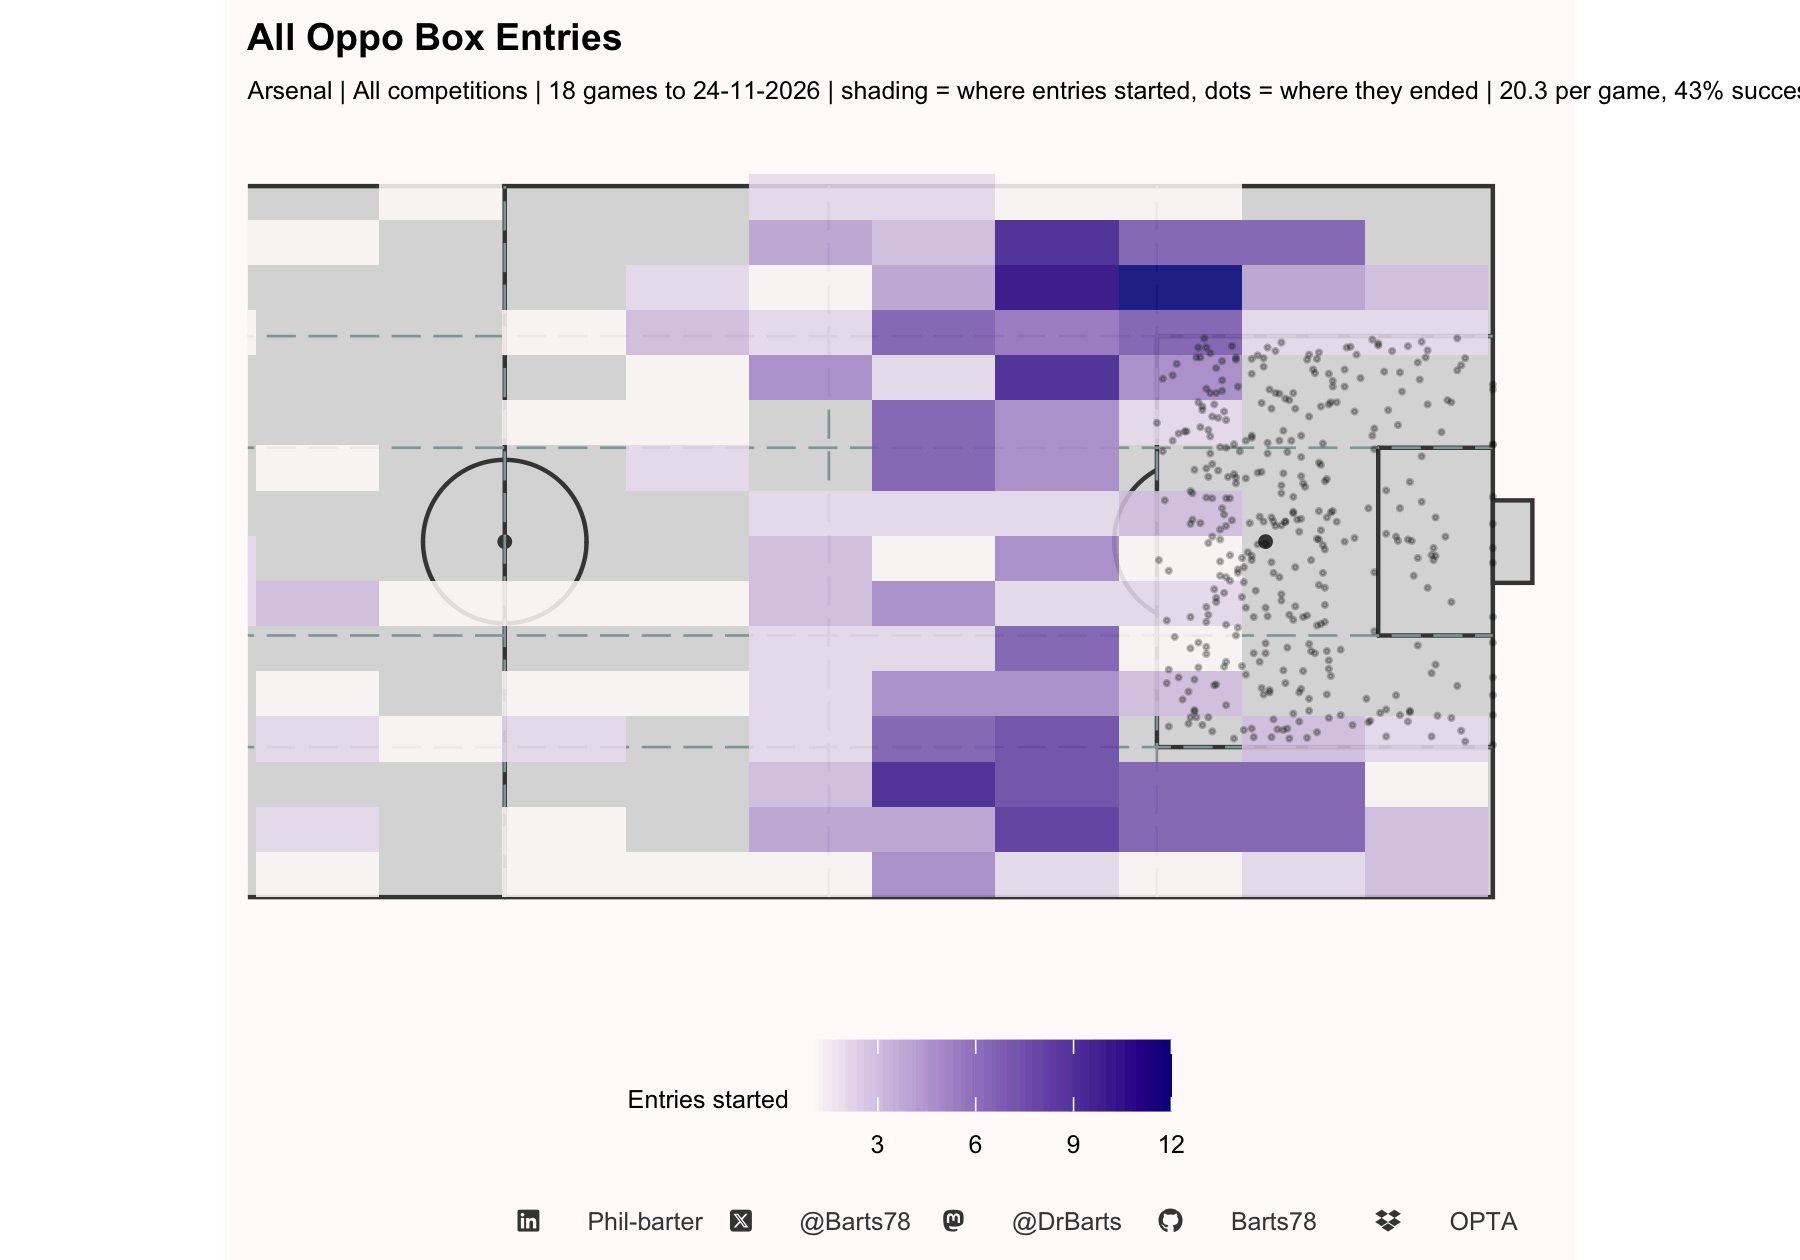 All Oppo Box Entries
Arsenal | All competitions | 18 games to 24-11-2026 | shading = where entries started, dots = where they ended | 20.3 per game, 43% succes
Entries started
3 6 9 12
Phil-barter @Barts78 @DrBarts Barts78 OPTA